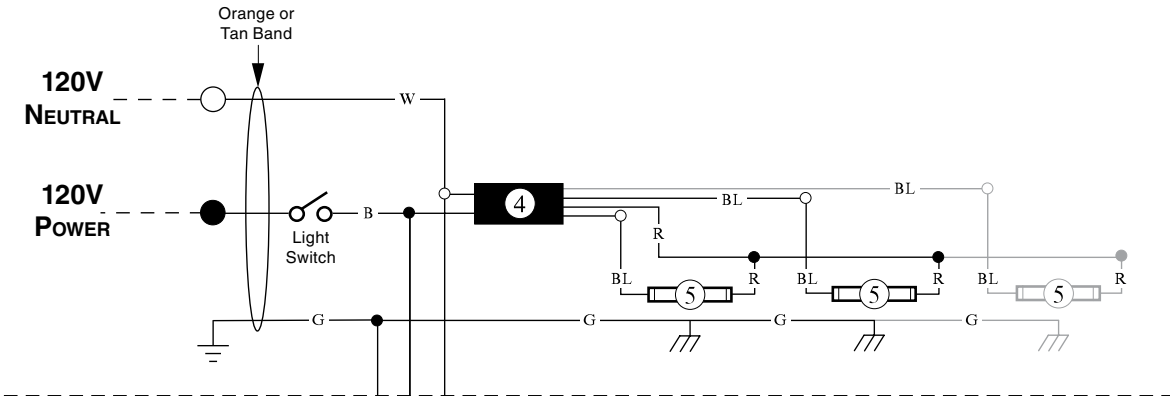 Orange or
Tan Band
120V
NEUTRAL
W
120V
POWER
B
Light
Switch
4
BL
BL
R
BL
R
BL
R
BL
R
5
5
5
G
G
G
G